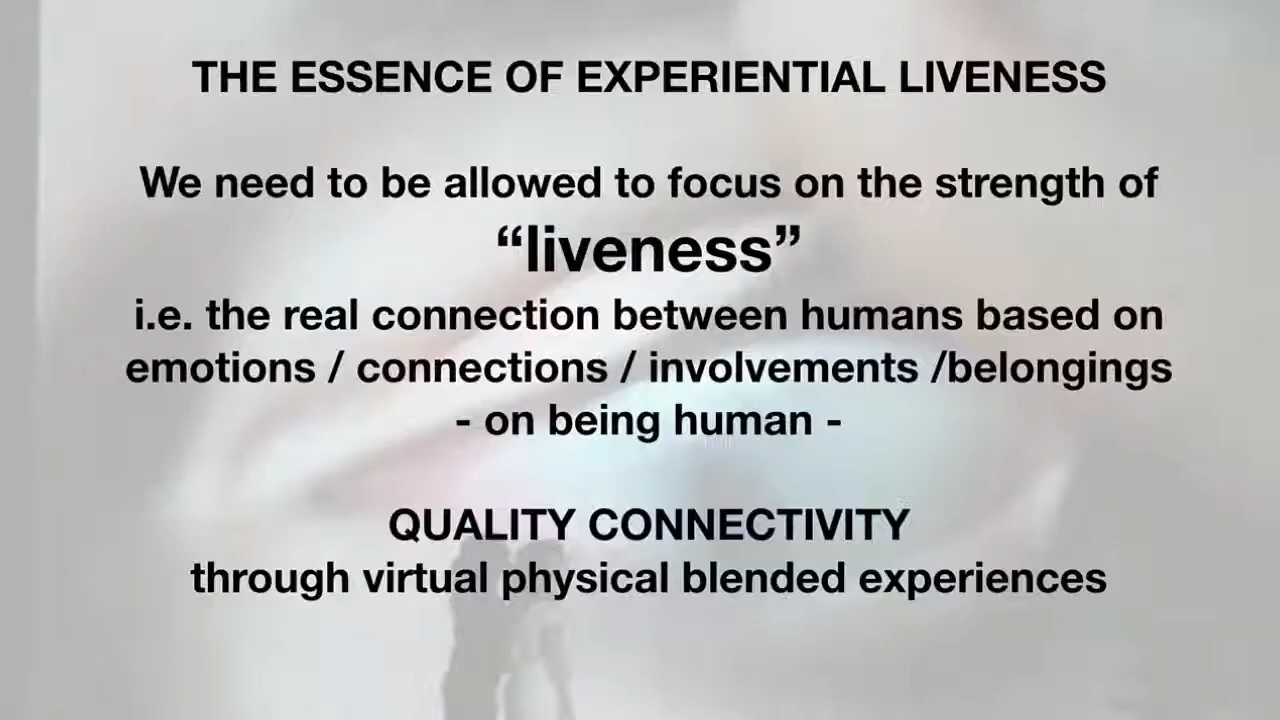 THE ESSENCE OF EXPERIENTIAL LIVENESS
We need to be allowed to focus on the strength of
“liveness”
i.e. the real connection between humans based on
emotions / connections / involvements /belongings
- on being human -
QUALITY CONNECTIVITY
through virtual physical blended experiences